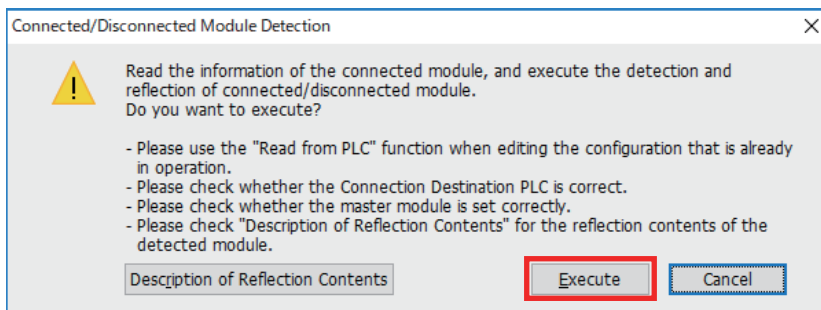 Connected/Disconnected Module Detection
Read the information of the connected module, and execute the detection and
reflection of connected/disconnected module.
Do you want to execute?
- Please use the "Read from PLC" function when editing the configuration that is already
in operation.
- Please check whether the Connection Destination PLC is correct.
- Please check whether the master module is set correctly.
- Please check "Description of Reflection Contents" for the reflection contents of the
detected module.
Description of Reflection Contents Execute Cancel